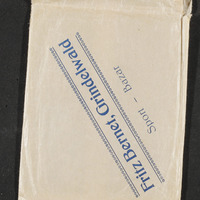 Fritz Bernet, Grindelwald
Sport - Bazar